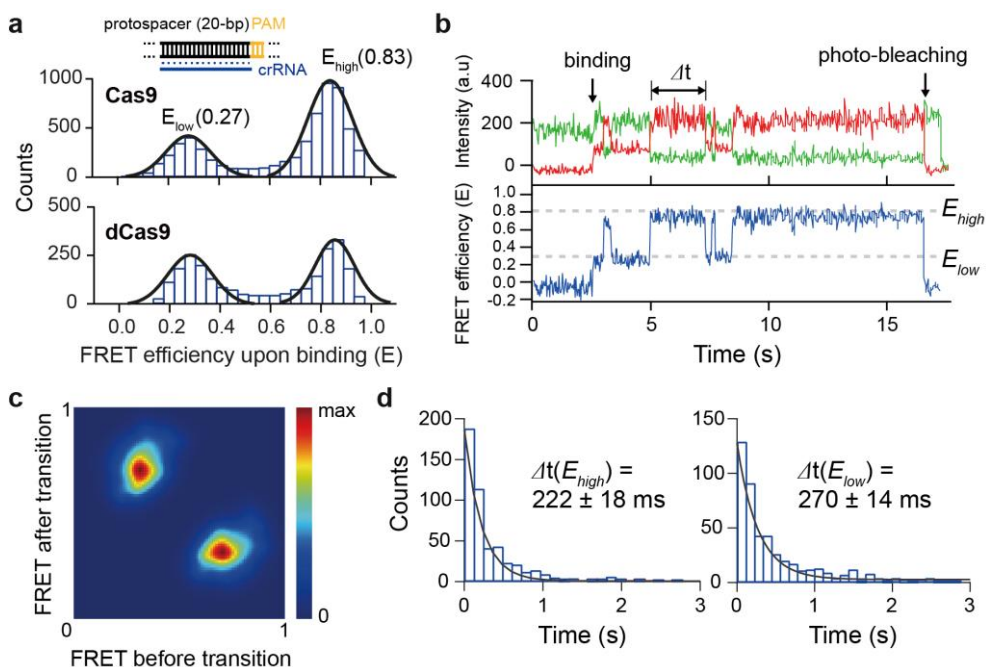 a
protospacer (20-bp) PAM
crRNA
Cas9
E_low(0.27)
E_high(0.83)
1000
500
0
Counts
dCas9
500
250
0
0.0 0.2 0.4 0.6 0.8 1.0
FRET efficiency upon binding (E)
b
binding
Δt
photo-bleaching
Intensity (a.u)
400
200
0
FRET efficiency (E)
1.0
0.8
0.6
0.4
0.2
0.0
-0.2
E_high
E_low
0 5 10 15
Time (s)
c
FRET after transition
1
0
1
FRET before transition
max
0
d
Counts
200
150
100
50
0
Δt(E_high) =
222 ± 18 ms
0 1 2 3
Time (s)
150
100
50
0
Δt(E_low) =
270 ± 14 ms
0 1 2 3
Time (s)